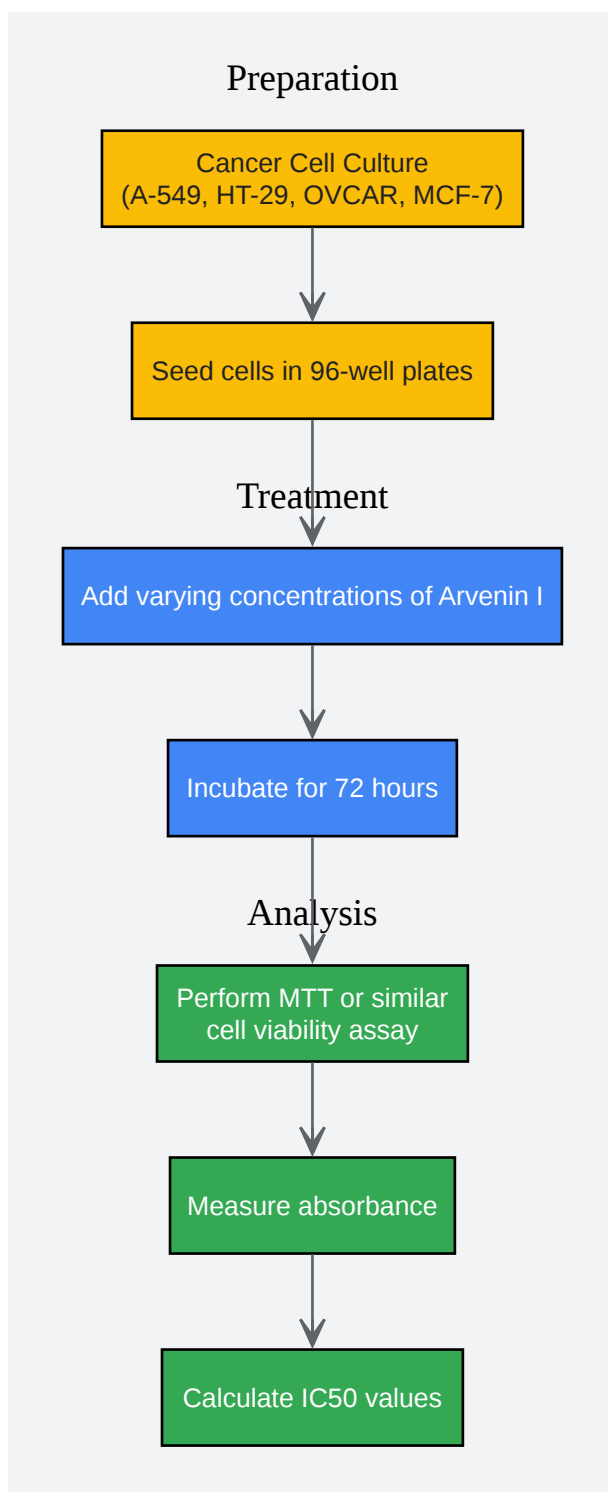 Preparation
Cancer Cell Culture
(A-549, HT-29, OVCAR, MCF-7)
Seed cells in 96-well plates
Treatment
Add varying concentrations of Arvenin I
Incubate for 72 hours
Analysis
Perform MTT or similar
cell viability assay
Measure absorbance
Calculate IC50 values